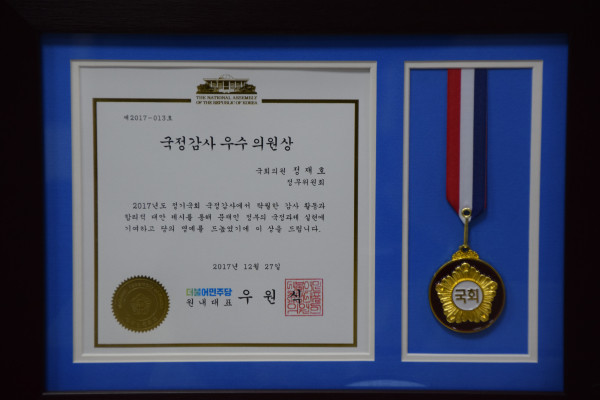 THE NATIONAL ASSEMBLY
OF THE REPUBLIC OF KOREA
제2017-013호
국정감사 우수 의원상
국회의원 정재호
정무위원회
2017년도 정기국회 국정감사에서 탁월한 감사 활동과
합리적 대안 제시를 통해 문재인 정부의 국정과제 실현에
기여하고 당의 명예를 드높였기에 이 상을 드립니다.
2017년 12월 27일
더불어민주당
원내대표 우원식
국회